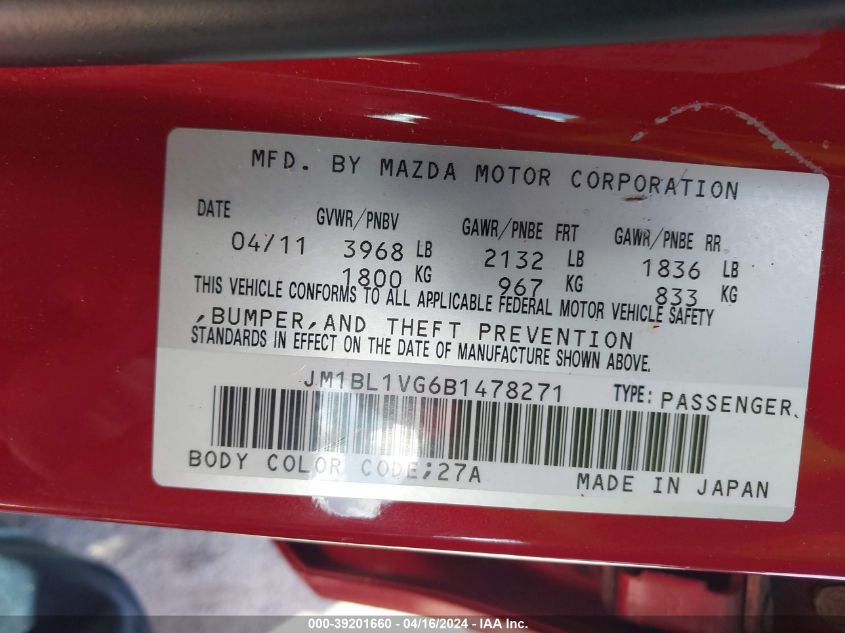 MFD. BY MAZDA MOTOR CORPORATION
DATE GVWR/PNBV GAWR/PNBE FRT GAWR/PNBE RR
04/11 3968 LB 2132 LB 1836 LB
1800 KG 967 KG 833 KG
THIS VEHICLE CONFORMS TO ALL APPLICABLE FEDERAL MOTOR VEHICLE SAFETY
,BUMPER,AND THEFT PREVENTION
STANDARDS IN EFFECT ON THE DATE OF MANUFACTURE SHOWN ABOVE.
JM1BL1VG6B1478271 TYPE: PASSENGER.
BODY COLOR CODE;27A MADE IN JAPAN
000-39201660 - 04/16/2024 - IAA Inc.